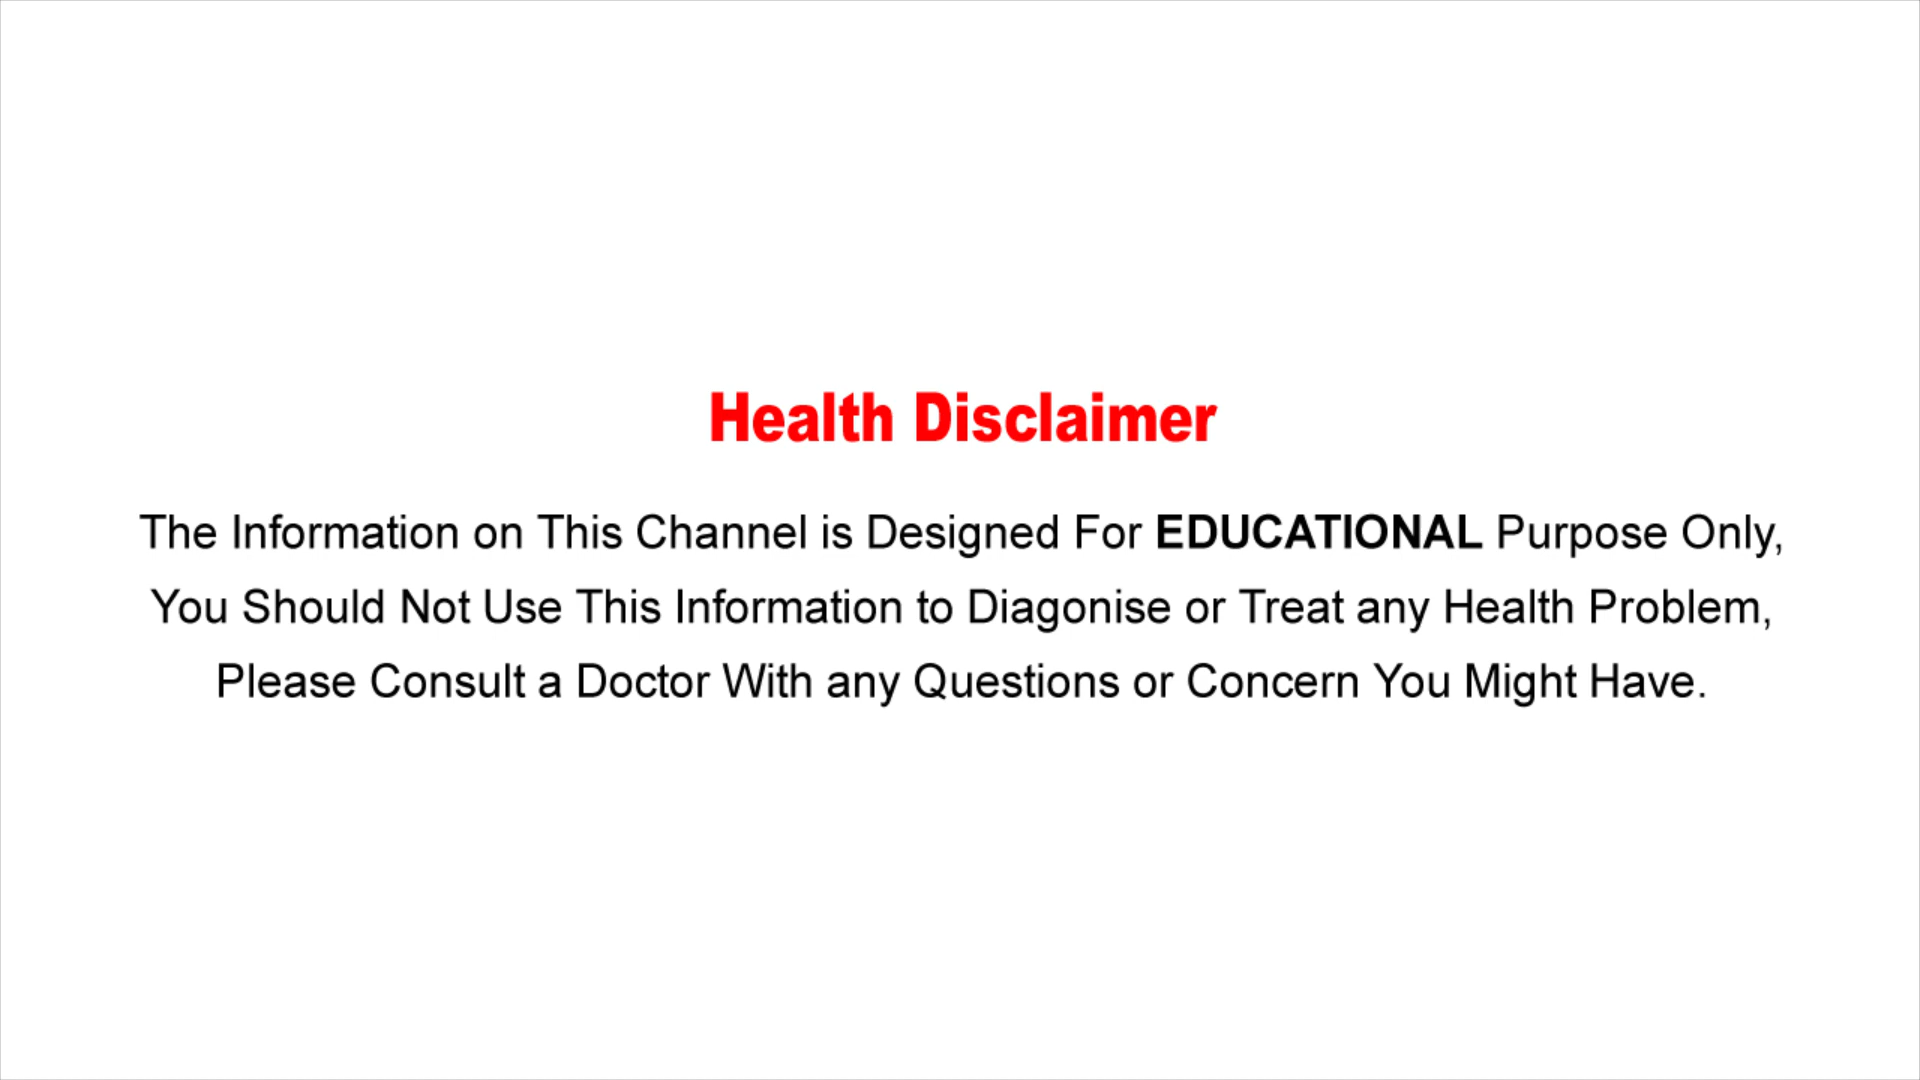 Health Disclaimer
The Information on This Channel is Designed For EDUCATIONAL Purpose Only,
You Should Not Use This Information to Diagonise or Treat any Health Problem,
Please Consult a Doctor With any Questions or Concern You Might Have.